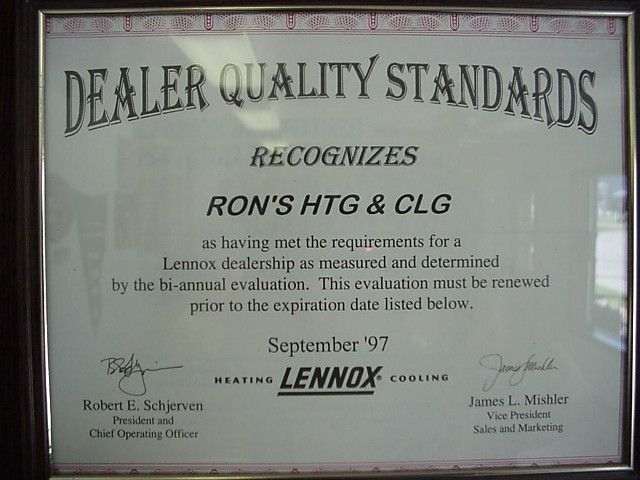 DEALER QUALITY STANDARDS
RECOGNIZES
RON'S HTG & CLG
as having met the requirements for a
Lennox dealership as measured and determined
by the bi-annual evaluation. This evaluation must be renewed
prior to the expiration date listed below.
September '97
HEATING LENNOX® COOLING
Robert E. Schjerven
President and
Chief Operating Officer
James L. Mishler
Vice President
Sales and Marketing